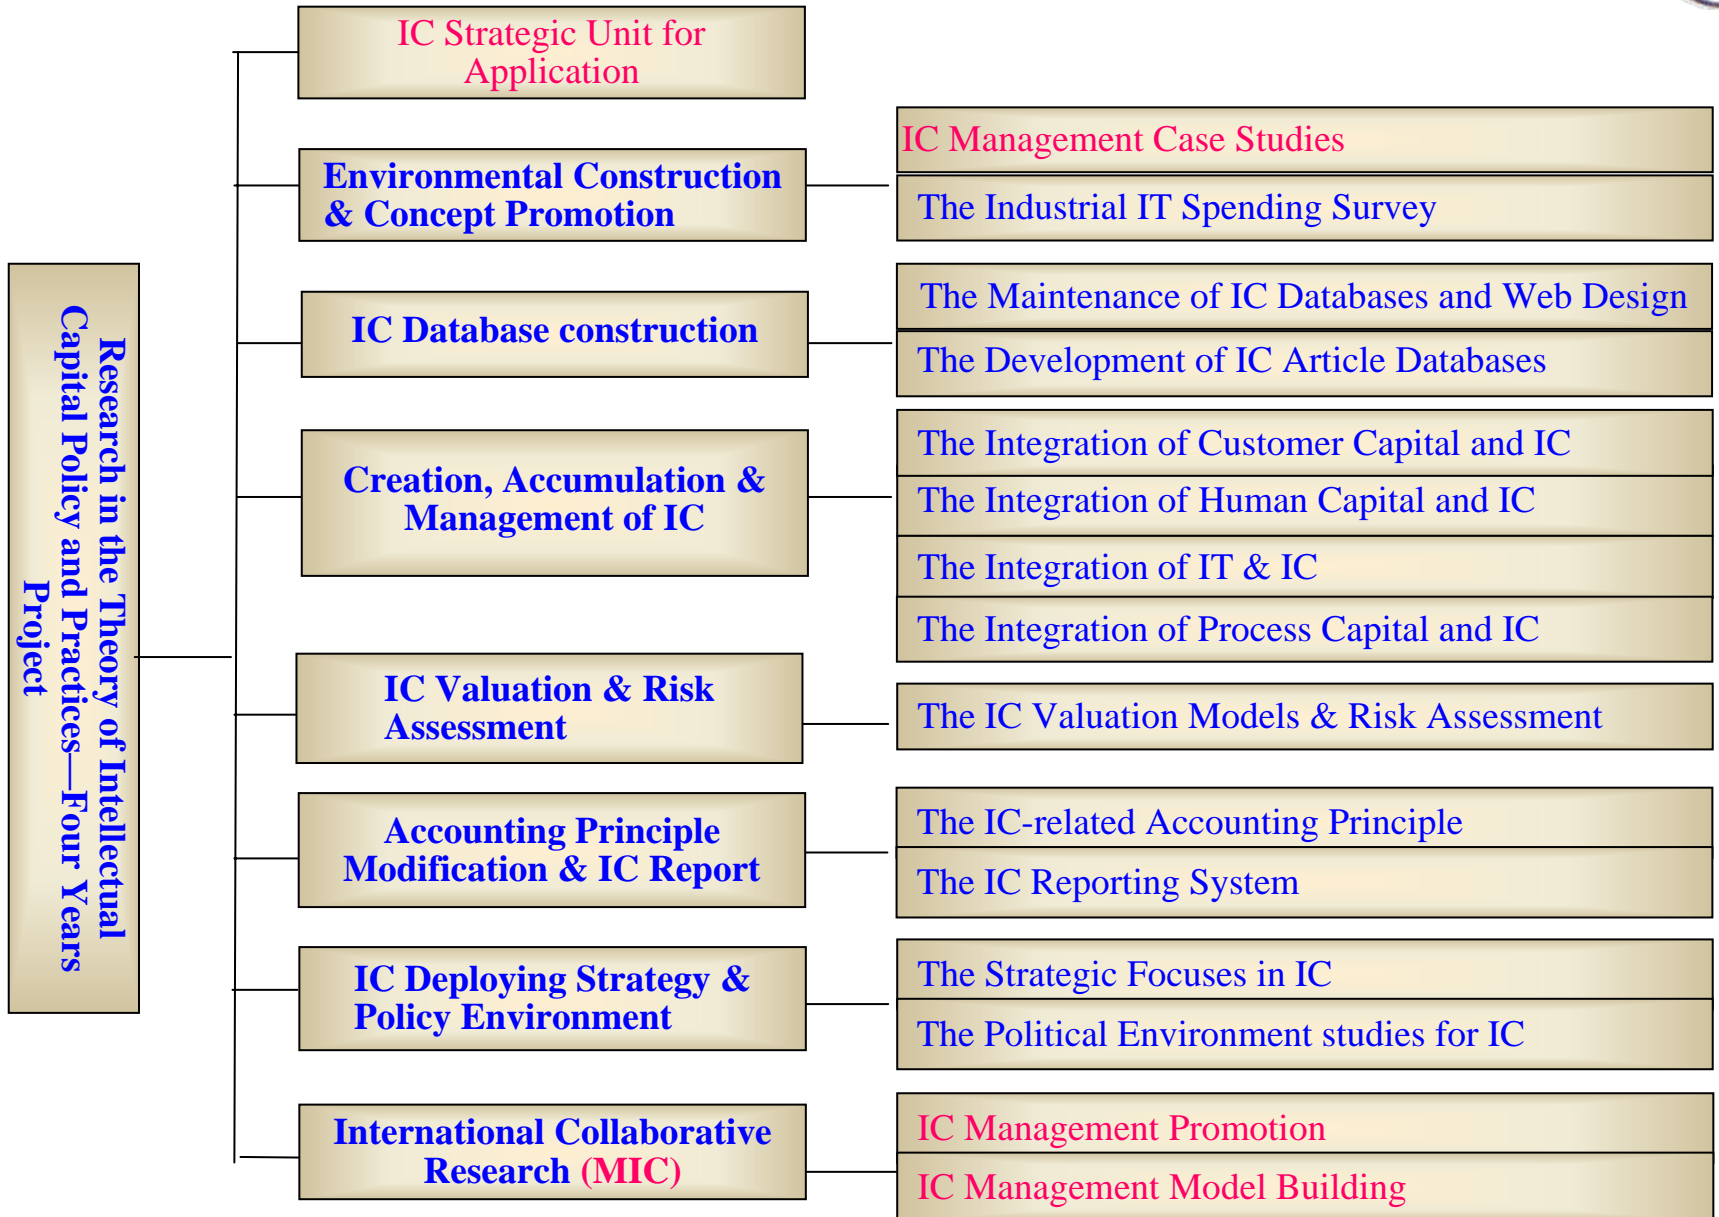 Research in the Theory of Intellectual
Capital Policy and Practices—Four Years
Project
IC Strategic Unit for
Application
Environmental Construction
& Concept Promotion
IC Management Case Studies
The Industrial IT Spending Survey
IC Database construction
The Maintenance of IC Databases and Web Design
The Development of IC Article Databases
Creation, Accumulation &
Management of IC
The Integration of Customer Capital and IC
The Integration of Human Capital and IC
The Integration of IT & IC
The Integration of Process Capital and IC
IC Valuation & Risk
Assessment
The IC Valuation Models & Risk Assessment
Accounting Principle
Modification & IC Report
The IC-related Accounting Principle
The IC Reporting System
IC Deploying Strategy &
Policy Environment
The Strategic Focuses in IC
The Political Environment studies for IC
International Collaborative
Research (MIC)
IC Management Promotion
IC Management Model Building